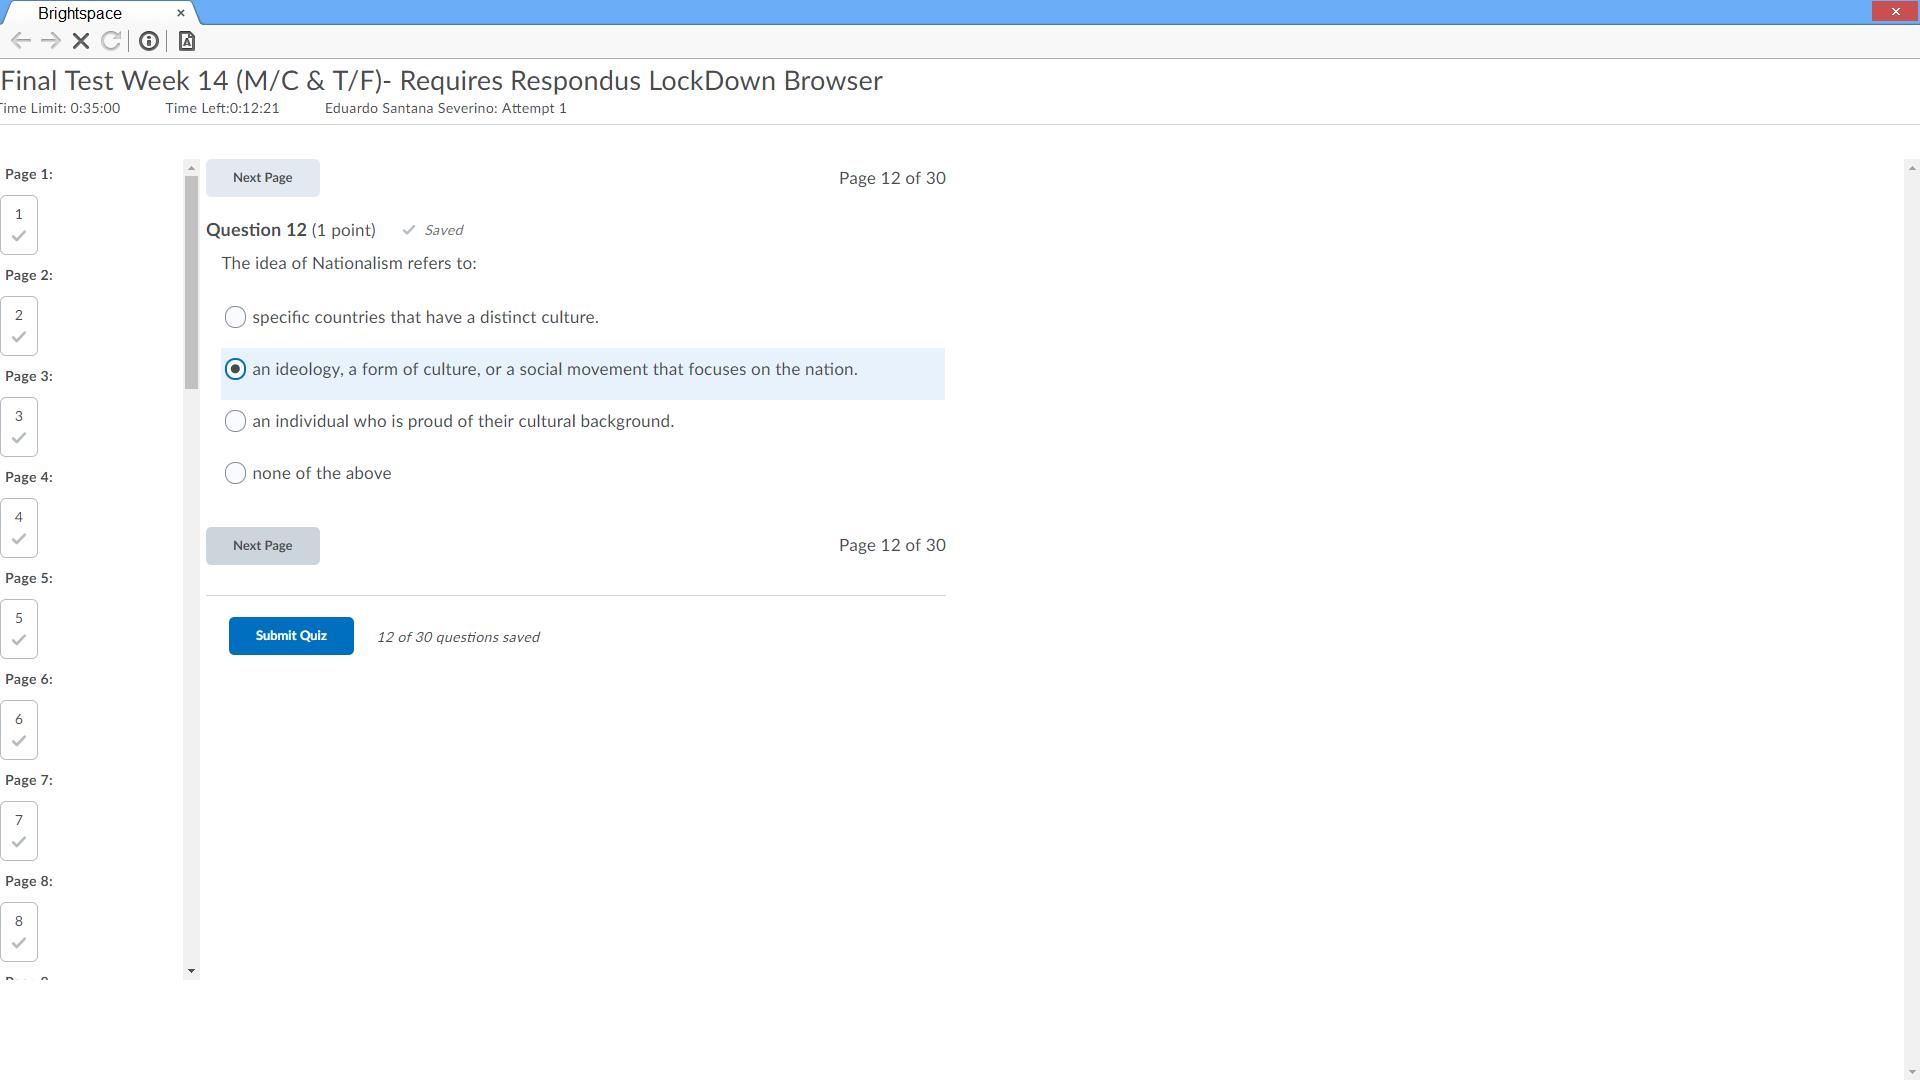 Brightspace
Final Test Week 14 (M/C & T/F)- Requires Respondus LockDown Browser
Time Limit: 0:35:00 Time Left:0:12:21 Eduardo Santana Severino: Attempt 1
Page 1:
1
Page 2:
2
Page 3:
3
Page 4:
4
Page 5:
5
Page 6:
6
Page 7:
7
Page 8:
8
Next Page Page 12 of 30
Question 12 (1 point) Saved
The idea of Nationalism refers to:
specific countries that have a distinct culture.
an ideology, a form of culture, or a social movement that focuses on the nation.
an individual who is proud of their cultural background.
none of the above
Next Page Page 12 of 30
Submit Quiz 12 of 30 questions saved